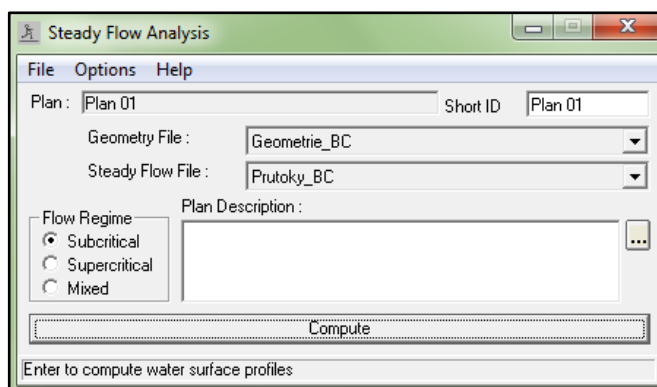 Steady Flow Analysis
File Options Help
Plan : Plan 01 Short ID Plan 01
Geometry File : Geometrie_BC
Steady Flow File : Prutoky_BC
Flow Regime Plan Description :
Subcritical
Supercritical
Mixed
...
Compute
Enter to compute water surface profiles